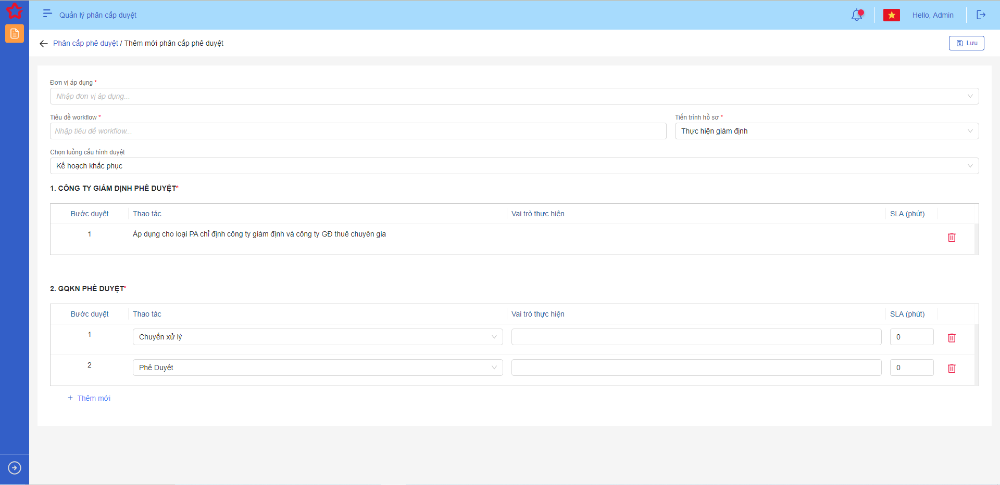 Quản lý phân cấp duyệt
Hello, Admin
Phân cấp phê duyệt / Thêm mới phân cấp phê duyệt
Lưu
Đơn vị áp dụng *
Nhập đơn vị áp dụng...
Tiêu đề workflow *
Tiến trình hồ sơ *
Nhập tiêu đề workflow...
Thực hiện giám định
Chọn luồng cấu hình duyệt
Kế hoạch khắc phục
1. CÔNG TY GIÁM ĐỊNH PHÊ DUYỆT*
Bước duyệt Thao tác Vai trò thực hiện SLA (phút)
1 Áp dụng cho loại PA chỉ định công ty giám định và công ty GĐ thuê chuyên gia
2. GQKN PHÊ DUYỆT*
Bước duyệt Thao tác Vai trò thực hiện SLA (phút)
1 Chuyển xử lý 0
2 Phê Duyệt 0
+ Thêm mới